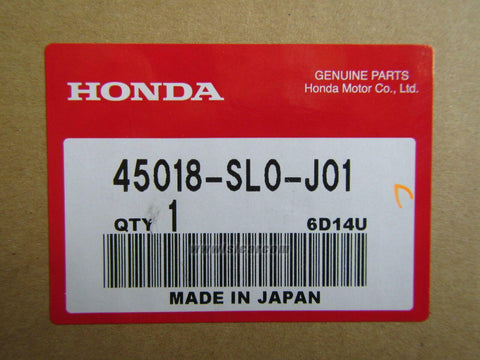 HONDA
GENUINE PARTS
Honda Motor Co., Ltd.
45018-SL0-J01
QTY 1 6D14U
MADE IN JAPAN